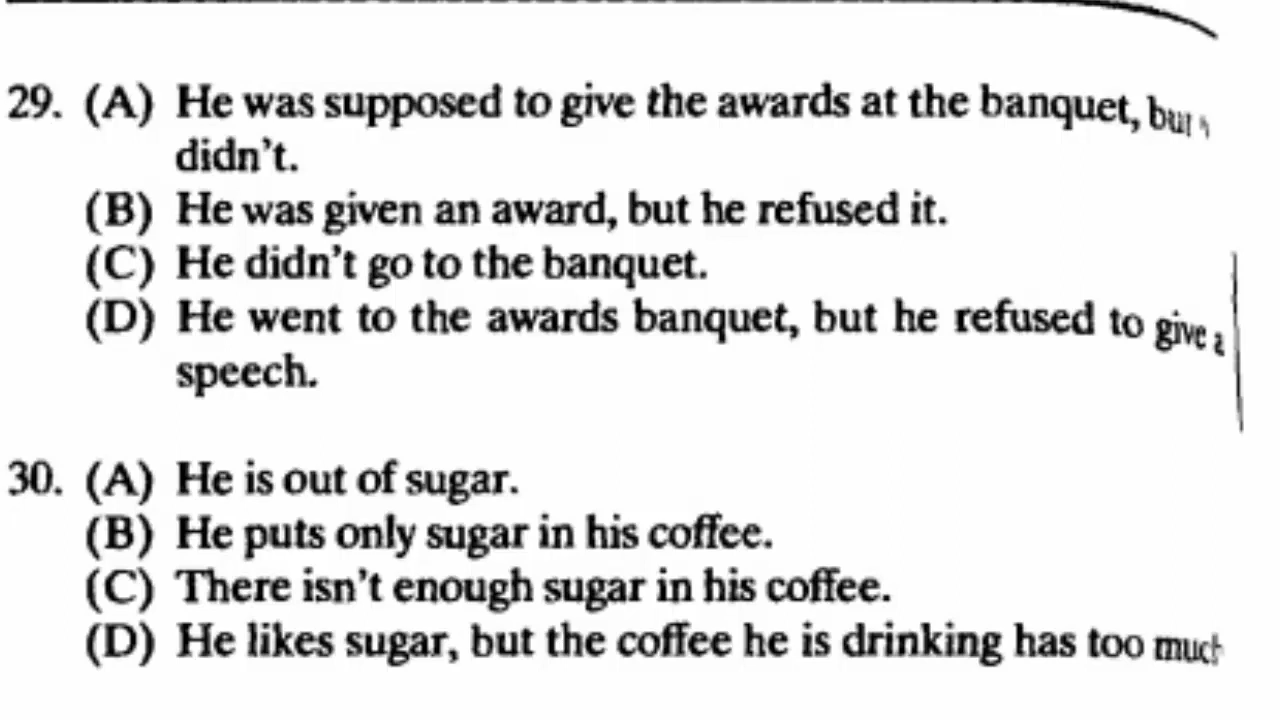 29. (A) He was supposed to give the awards at the banquet, but
didn't.
(B) He was given an award, but he refused it.
(C) He didn't go to the banquet.
(D) He went to the awards banquet, but he refused to give a
speech.
30. (A) He is out of sugar.
(B) He puts only sugar in his coffee.
(C) There isn't enough sugar in his coffee.
(D) He likes sugar, but the coffee he is drinking has too much